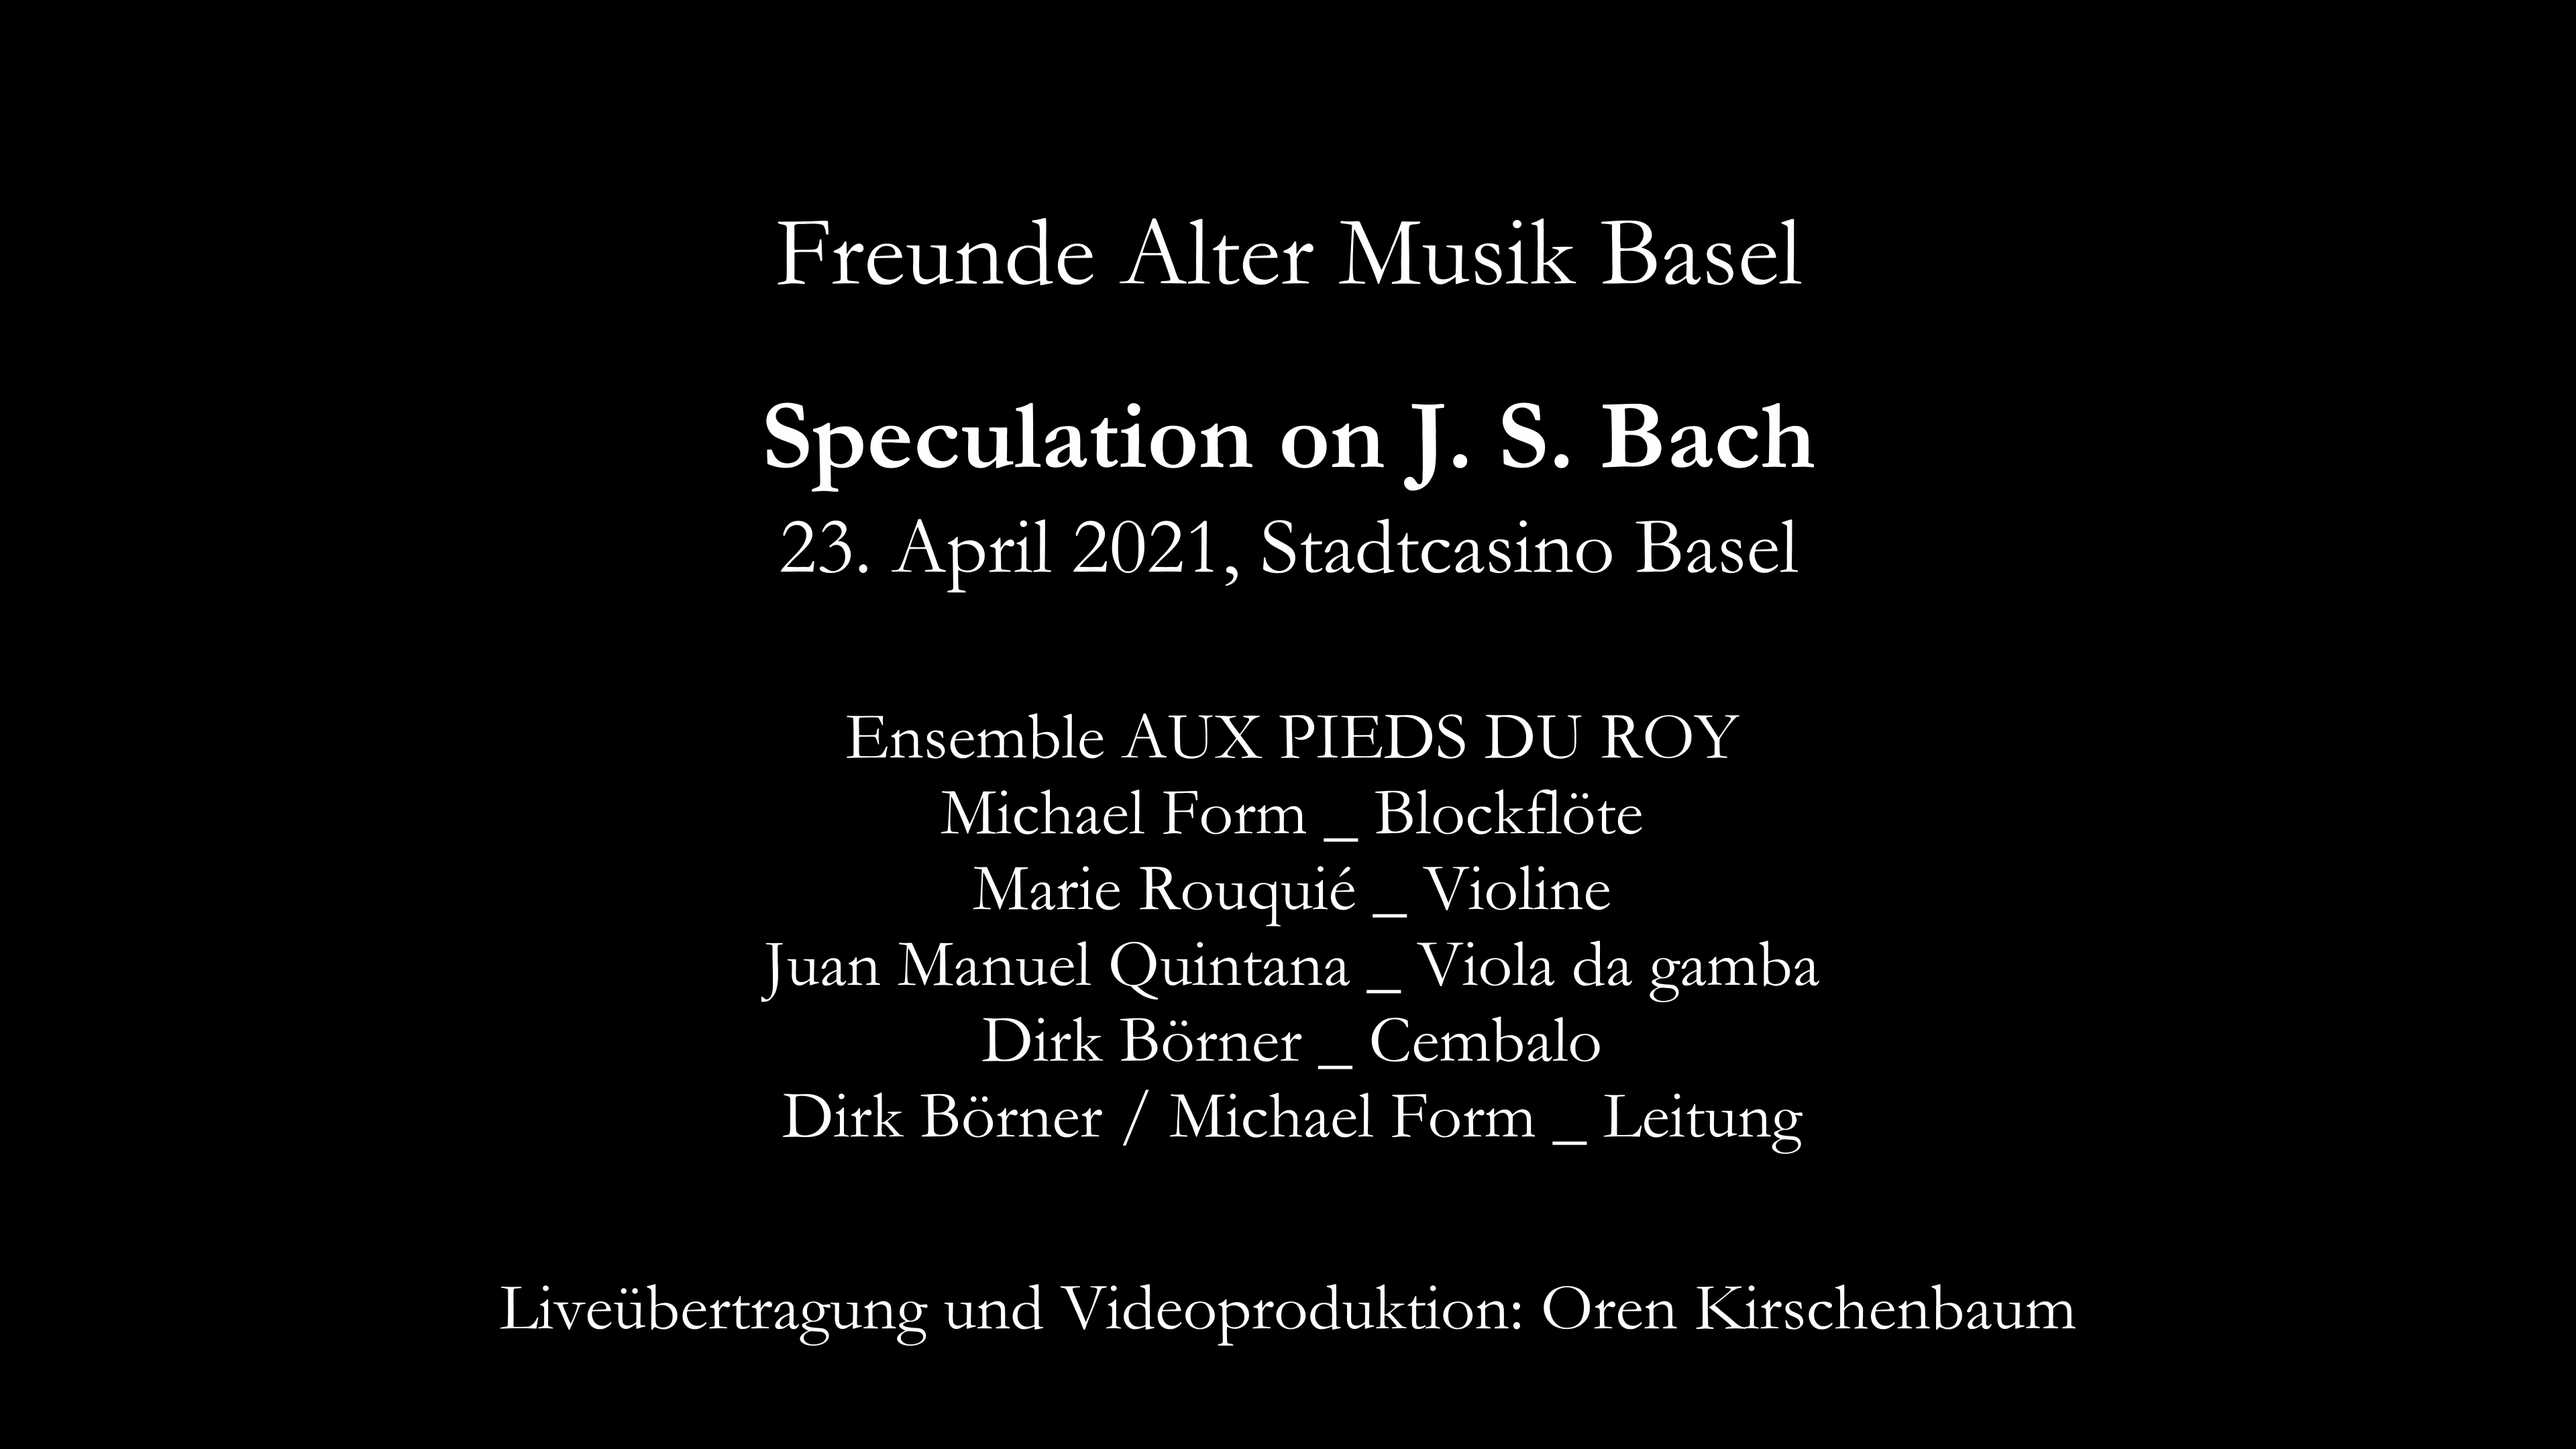 Freunde Alter Musik Basel
Speculation on J. S. Bach
23. April 2021, Stadtcasino Basel
Ensemble AUX PIEDS DU ROY
Michael Form _ Blockflöte
Marie Rouquié _ Violine
Juan Manuel Quintana _ Viola da gamba
Dirk Börner _ Cembalo
Dirk Börner / Michael Form _ Leitung
Liveübertragung und Videoproduktion: Oren Kirschenbaum